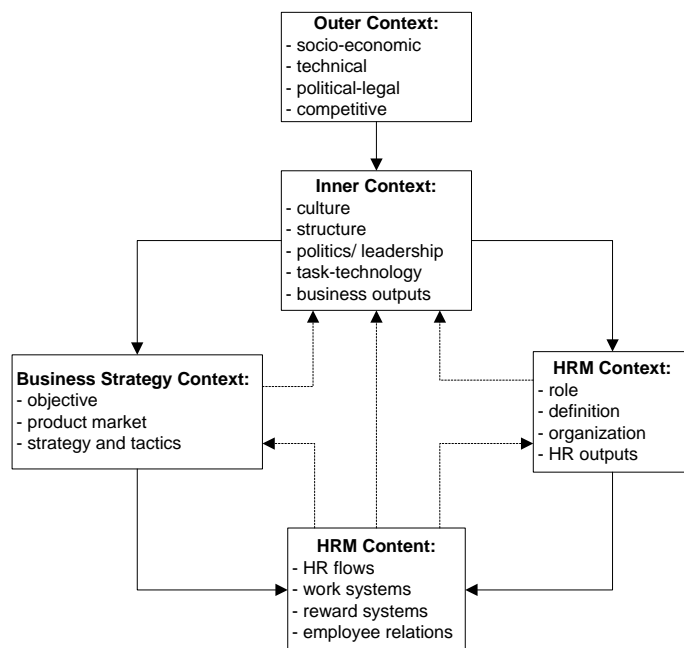 Outer Context:
- socio-economic
- technical
- political-legal
- competitive
Inner Context:
- culture
- structure
- politics/ leadership
- task-technology
- business outputs
Business Strategy Context:
- objective
- product market
- strategy and tactics
HRM Context:
- role
- definition
- organization
- HR outputs
HRM Content:
- HR flows
- work systems
- reward systems
- employee relations